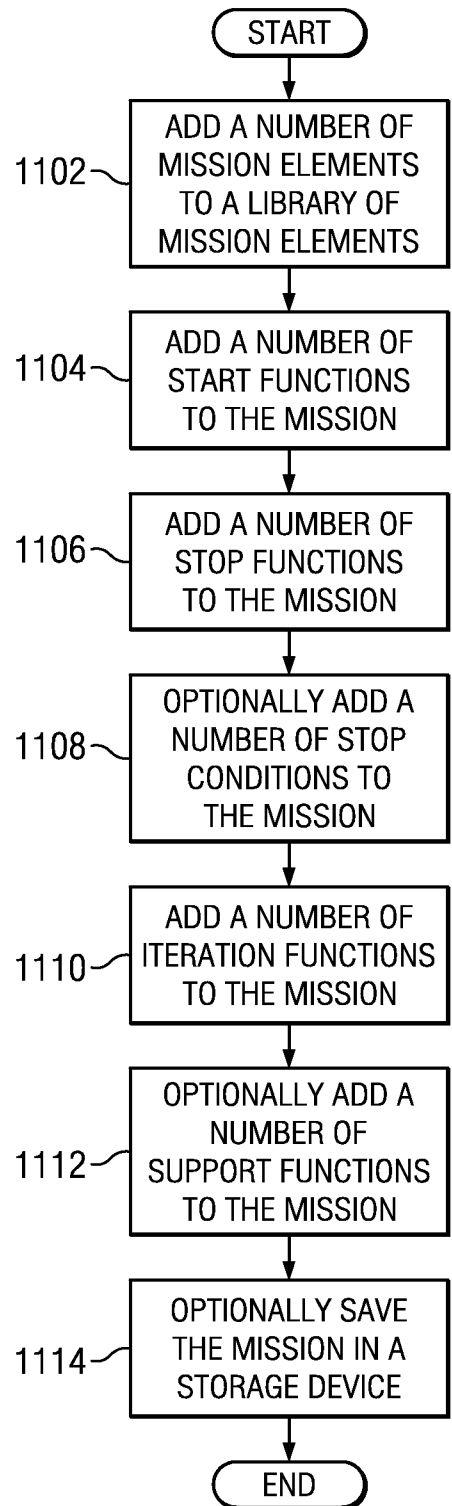 START
1102
ADD A NUMBER OF
MISSION ELEMENTS
TO A LIBRARY OF
MISSION ELEMENTS
1104
ADD A NUMBER OF
START FUNCTIONS
TO THE MISSION
1106
ADD A NUMBER OF
STOP FUNCTIONS
TO THE MISSION
1108
OPTIONALLY ADD A
NUMBER OF STOP
CONDITIONS TO
THE MISSION
1110
ADD A NUMBER OF
ITERATION FUNCTIONS
TO THE MISSION
1112
OPTIONALLY ADD A
NUMBER OF
SUPPORT FUNCTIONS
TO THE MISSION
1114
OPTIONALLY SAVE
THE MISSION IN A
STORAGE DEVICE
END